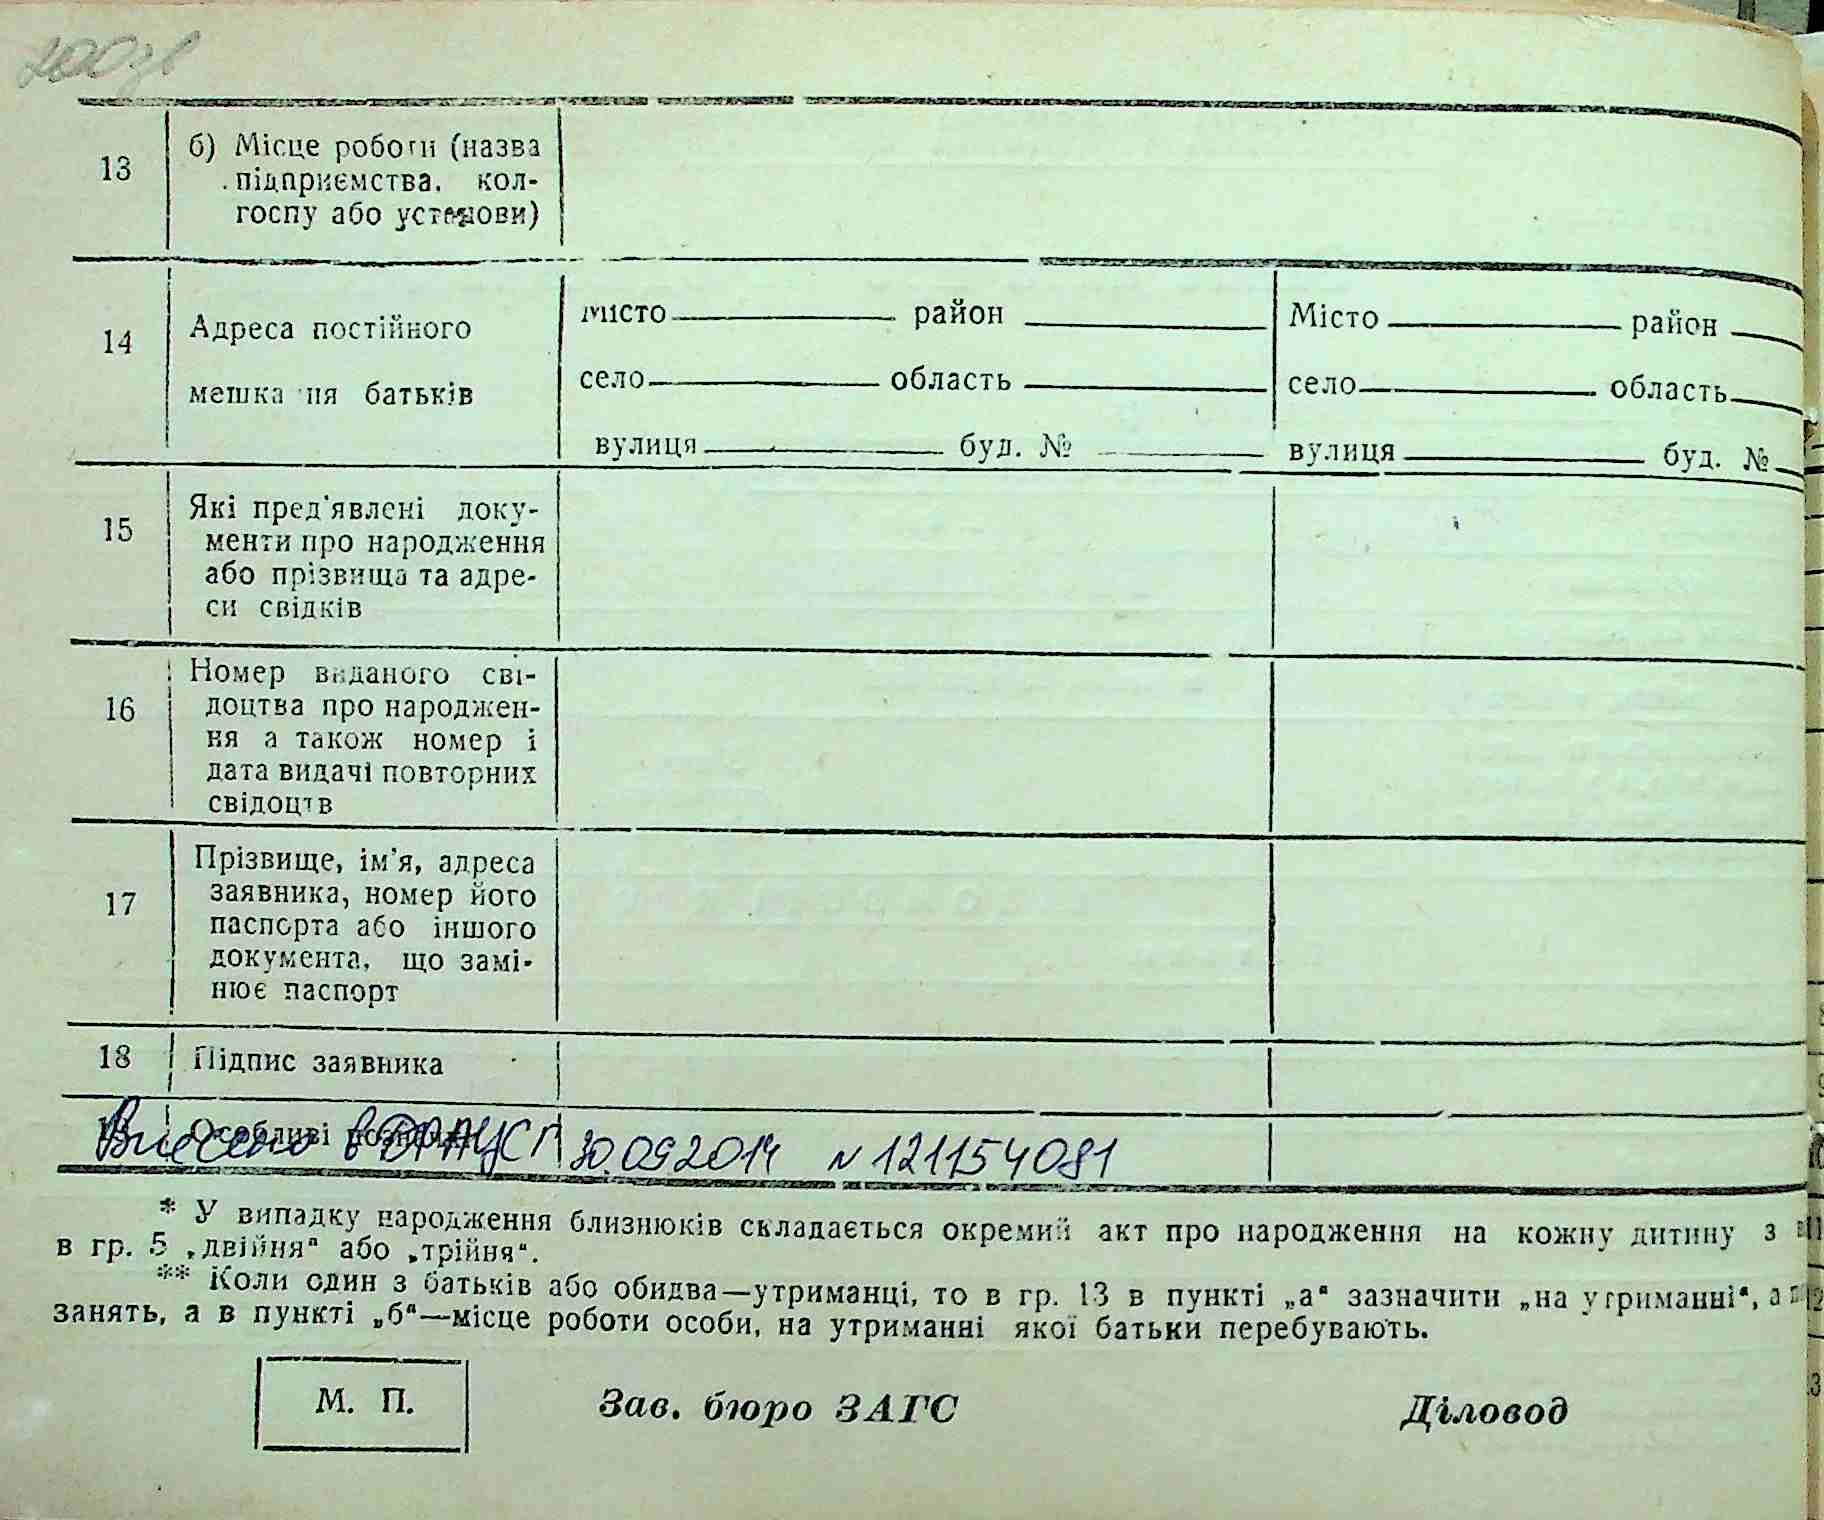 200зв
13
б) Місце роботи (назва
підприємства, кол-
госпу або установи)
14
Адреса постійного
мешкання батьків
місто район
село область
вулиця буд. №
Місто район
село область
вулиця буд. №
15
Які пред'явлені доку-
менти про народження
або прізвища та адре-
си свідків
16
Номер виданого сві-
доцтва про народжен-
ня а також номер і
дата видачі повторних
свідоцтв
17
Прізвище, ім'я, адреса
заявника, номер його
паспорта або іншого
документа, що замі-
нює паспорт
18
Підпис заявника
Особливі
Внесено в ДРАЦСГ 30.09.2014 N 121154081
* У випадку народження близнюків складається окремий акт про народження на кожну дитину з
в гр. 5 „двійня" або „трійня".
** Коли один з батьків або обидва—утриманці, то в гр. 13 в пункті „а" зазначити „на утриманні", а
занять, а в пункті „б"—місце роботи особи, на утриманні якої батьки перебувають.
М. П.
Зав. бюро ЗАГС
Діловод